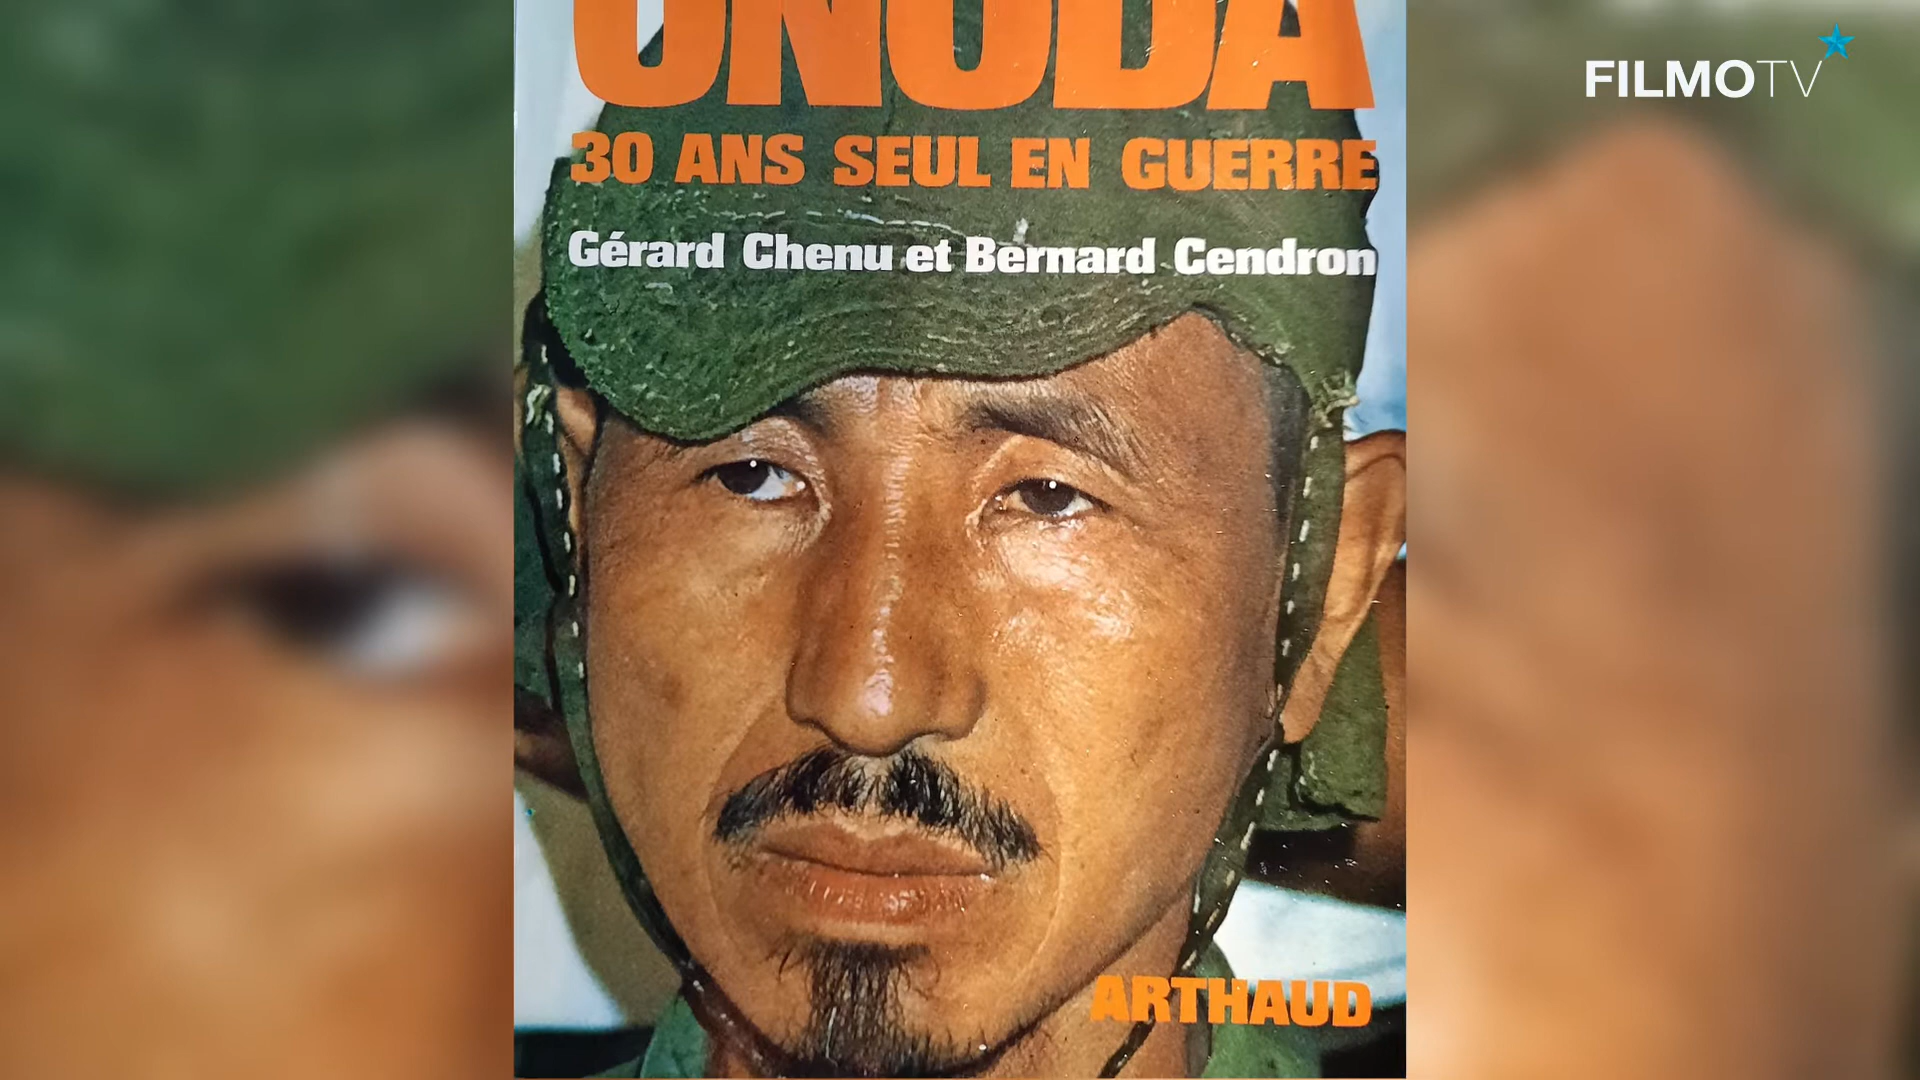 ONODA
30 ANS SEUL EN GUERRE
Gérard Chenu et Bernard Cendron
ARTHAUD
FILMOTV